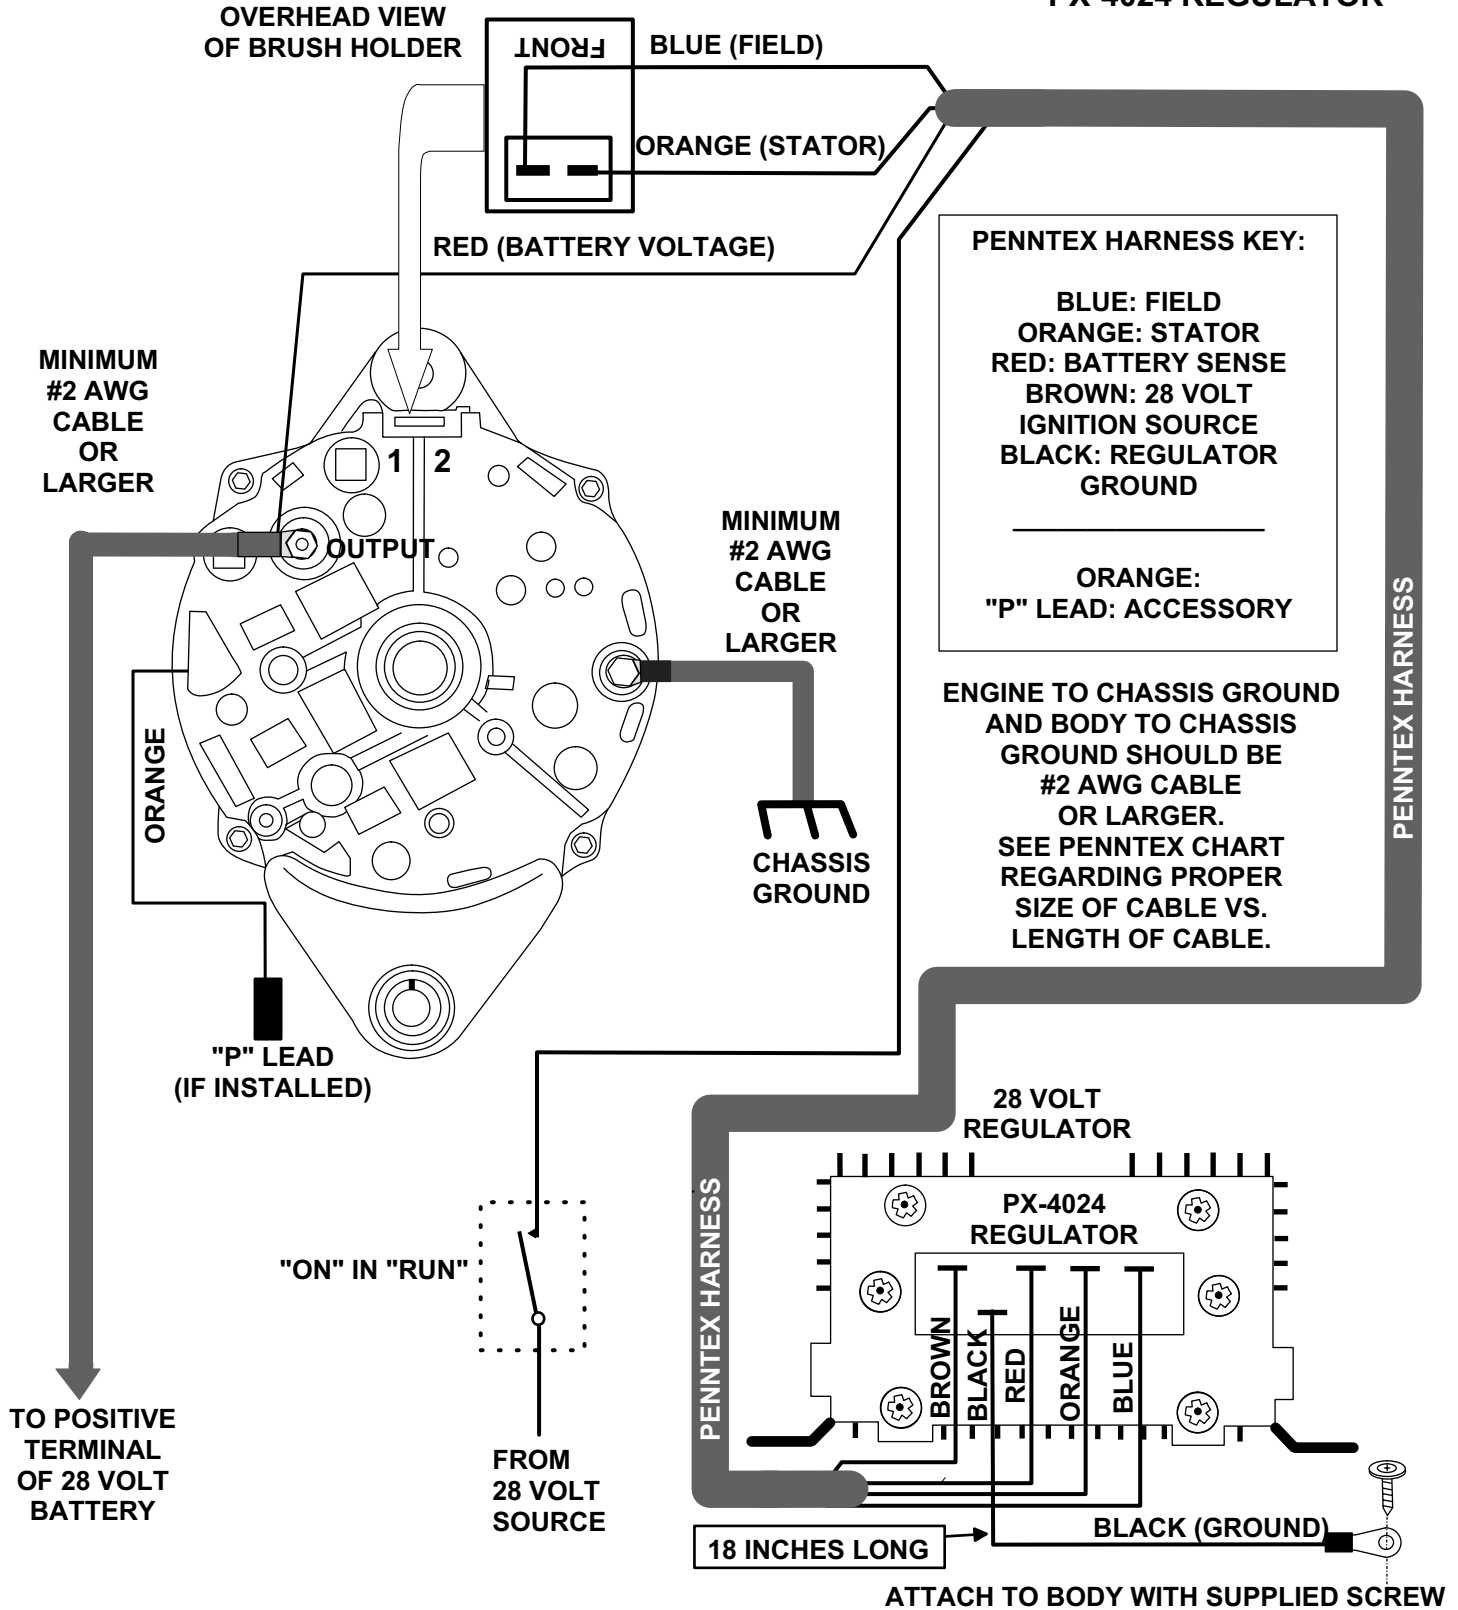 PX-4024 REGULATOR
OVERHEAD VIEW
OF BRUSH HOLDER
FRONT
BLUE (FIELD)
ORANGE (STATOR)
RED (BATTERY VOLTAGE)
PENNTEX HARNESS KEY:
BLUE: FIELD
ORANGE: STATOR
RED: BATTERY SENSE
BROWN: 28 VOLT
IGNITION SOURCE
BLACK: REGULATOR
GROUND
ORANGE:
"P" LEAD: ACCESSORY
MINIMUM
#2 AWG
CABLE
OR
LARGER
1 2
OUTPUT
MINIMUM
#2 AWG
CABLE
OR
LARGER
PENNTEX HARNESS
ENGINE TO CHASSIS GROUND
AND BODY TO CHASSIS
GROUND SHOULD BE
#2 AWG CABLE
OR LARGER.
SEE PENNTEX CHART
REGARDING PROPER
SIZE OF CABLE VS.
LENGTH OF CABLE.
ORANGE
CHASSIS
GROUND
"P" LEAD
(IF INSTALLED)
28 VOLT
REGULATOR
PX-4024
REGULATOR
PENNTEX HARNESS
"ON" IN "RUN"
BROWN
BLACK
RED
ORANGE
BLUE
TO POSITIVE
TERMINAL
OF 28 VOLT
BATTERY
FROM
28 VOLT
SOURCE
18 INCHES LONG
BLACK (GROUND)
ATTACH TO BODY WITH SUPPLIED SCREW